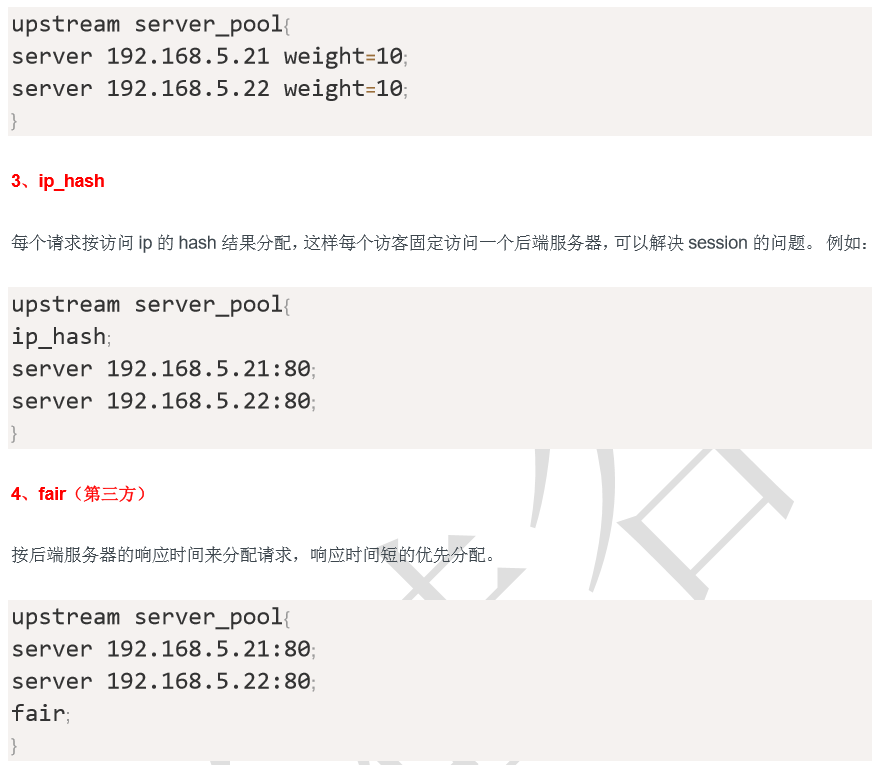 upstream server_pool{
server 192.168.5.21 weight=10;
server 192.168.5.22 weight=10;
}
3、ip_hash
每个请求按访问 ip 的 hash 结果分配，这样每个访客固定访问一个后端服务器，可以解决 session 的问题。 例如：
upstream server_pool{
ip_hash;
server 192.168.5.21:80;
server 192.168.5.22:80;
}
4、fair（第三方）
按后端服务器的响应时间来分配请求，响应时间短的优先分配。
upstream server_pool{
server 192.168.5.21:80;
server 192.168.5.22:80;
fair;
}